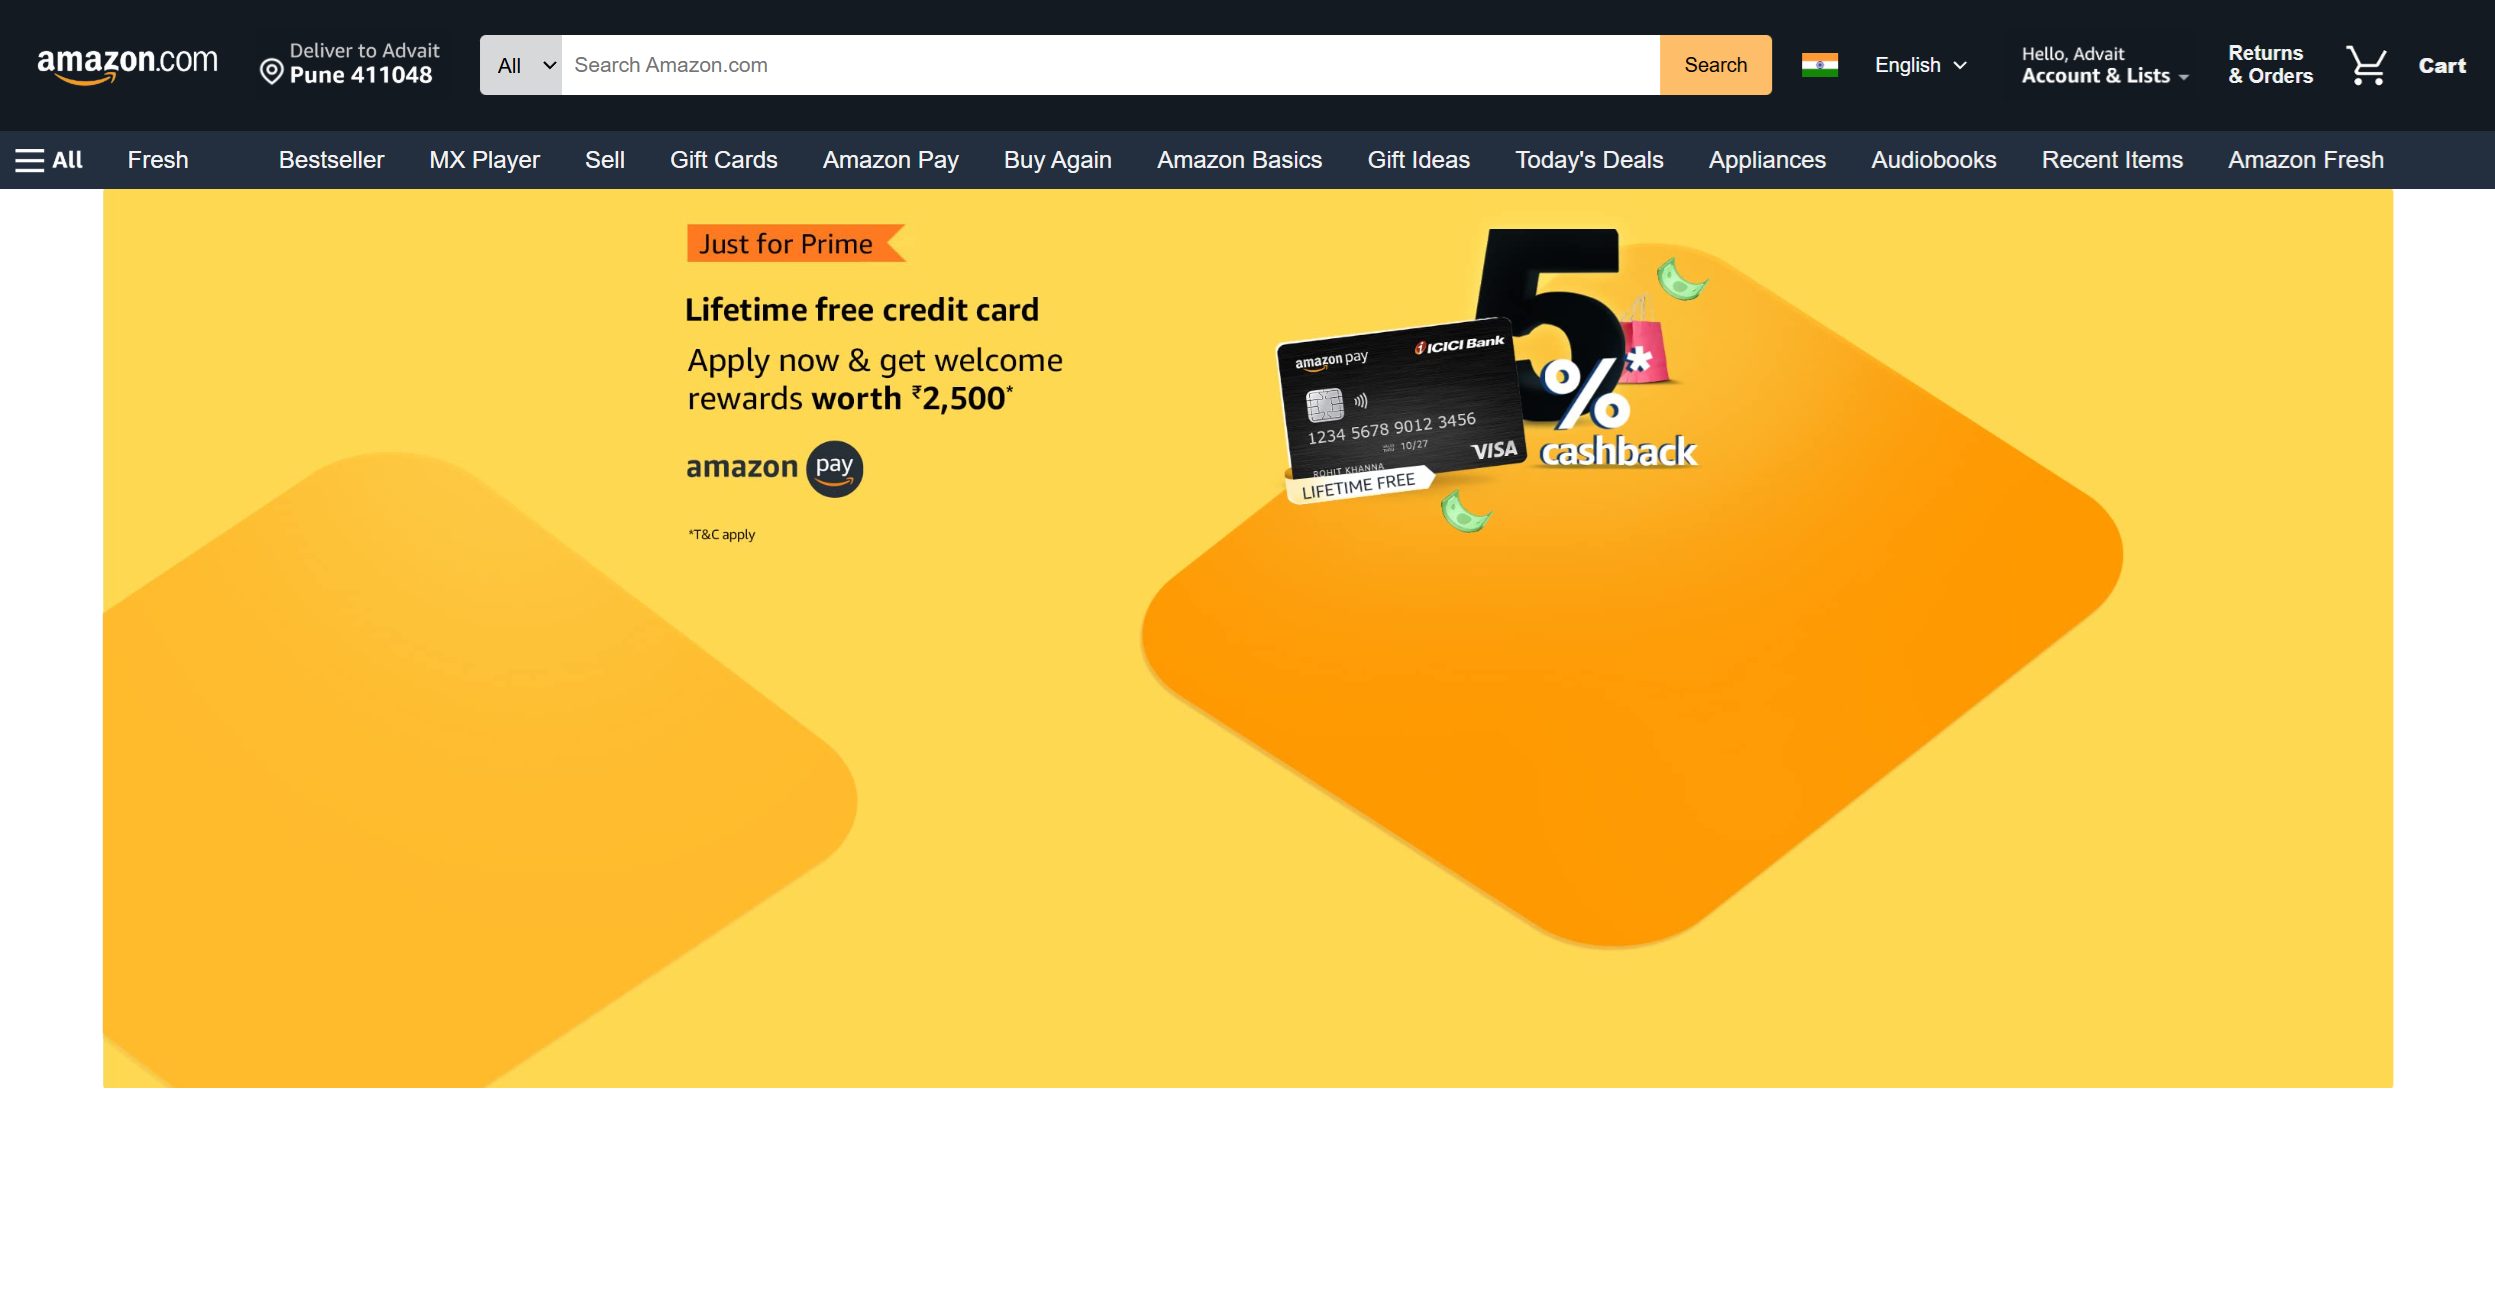 amazon.com
Deliver to Advait
Pune 411048
All
Search Amazon.com
Search
English
Hello, Advait
Account & Lists
Returns
& Orders
Cart
All
Fresh
Bestseller
MX Player
Sell
Gift Cards
Amazon Pay
Buy Again
Amazon Basics
Gift Ideas
Today's Deals
Appliances
Audiobooks
Recent Items
Amazon Fresh
Just for Prime
Lifetime free credit card
Apply now & get welcome
rewards worth ₹2,500*
amazon pay
*T&C apply
5%*
cashback
amazon pay
ICICI Bank
1234 5678 9012 3456
10/27
ROHIT KHANNA
VISA
LIFETIME FREE